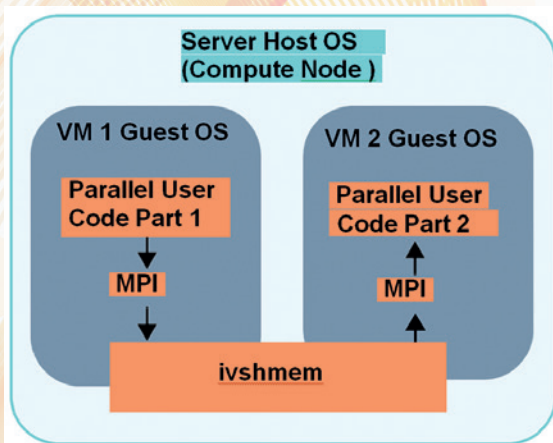 Server Host OS
(Compute Node )
VM 1 Guest OS
VM 2 Guest OS
Parallel User
Code Part 1
Parallel User
Code Part 2
MPI
MPI
ivshmem